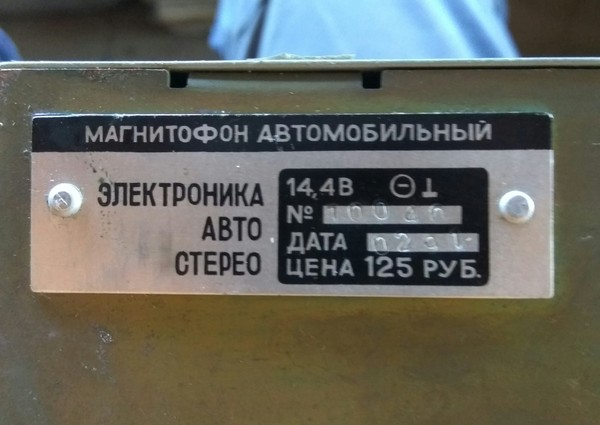 МАГНИТОФОН АВТОМОБИЛЬНЫЙ
ЭЛЕКТРОНИКА
АВТО
СТЕРЕО
14,4В
№
ДАТА
ЦЕНА 125 РУБ.